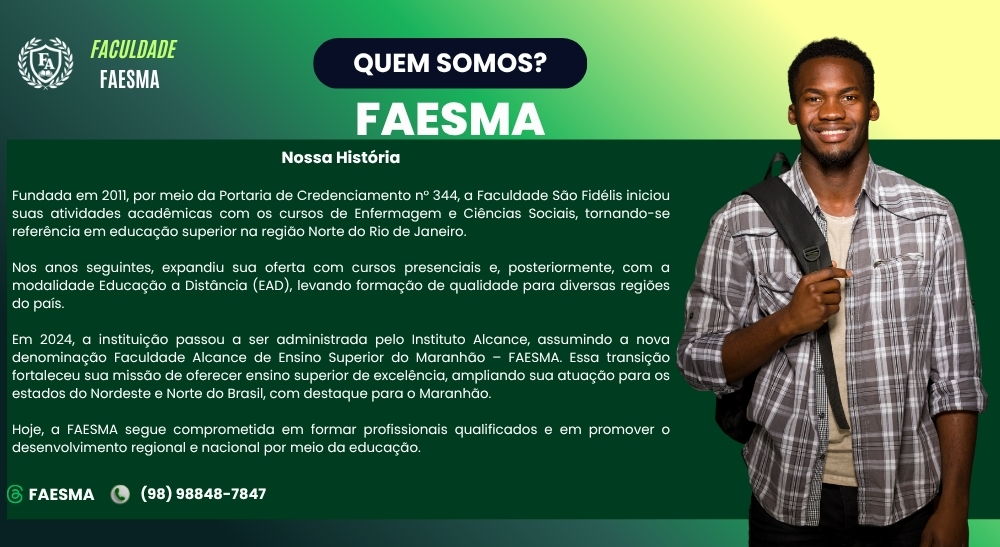 FA
FACULDADE
FAESMA
QUEM SOMOS?
FAESMA
Nossa História
Fundada em 2011, por meio da Portaria de Credenciamento nº 344, a Faculdade São Fidélis iniciou
suas atividades acadêmicas com os cursos de Enfermagem e Ciências Sociais, tornando-se
referência em educação superior na região Norte do Rio de Janeiro.
Nos anos seguintes, expandiu sua oferta com cursos presenciais e, posteriormente, com a
modalidade Educação a Distância (EAD), levando formação de qualidade para diversas regiões
do país.
Em 2024, a instituição passou a ser administrada pelo Instituto Alcance, assumindo a nova
denominação Faculdade Alcance de Ensino Superior do Maranhão – FAESMA. Essa transição
fortaleceu sua missão de oferecer ensino superior de excelência, ampliando sua atuação para os
estados do Nordeste e Norte do Brasil, com destaque para o Maranhão.
Hoje, a FAESMA segue comprometida em formar profissionais qualificados e em promover o
desenvolvimento regional e nacional por meio da educação.
FAESMA
(98) 98848-7847